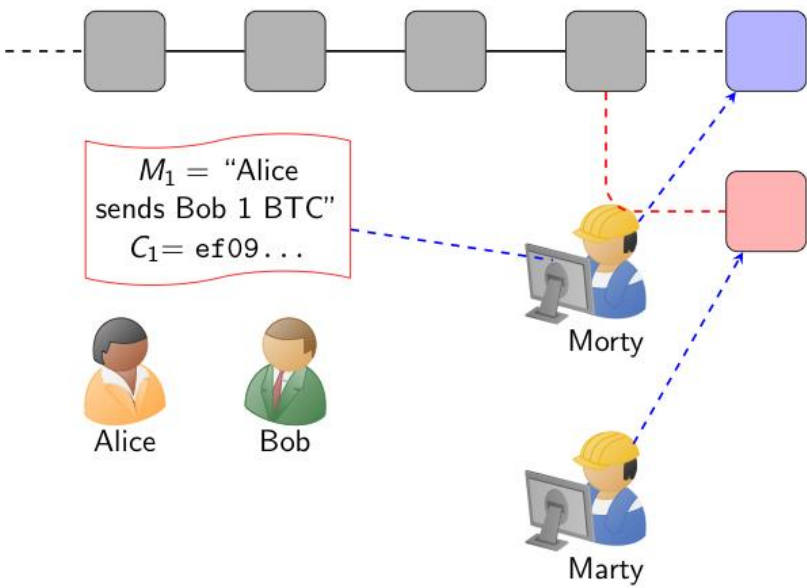 M₁ = “Alice
sends Bob 1 BTC”
C₁= ef09...
Morty
Alice
Bob
Marty